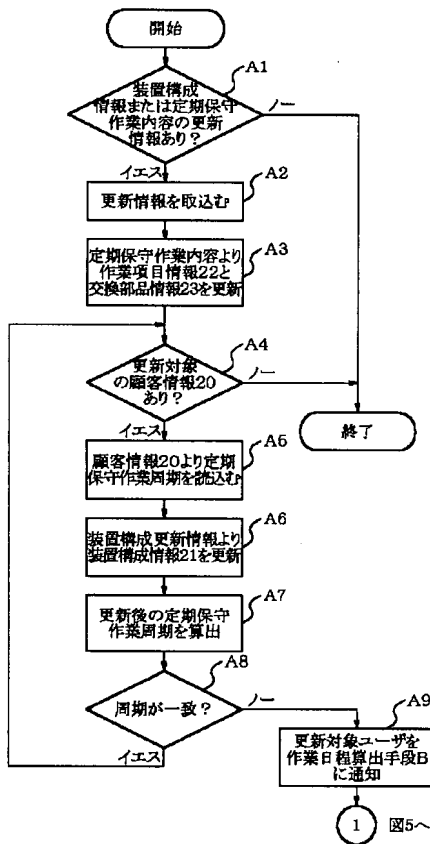 開始
A1
装置構成
情報または定期保守
作業内容の更新
情報あり？
ノー
イエス
A2
更新情報を取込む
A3
定期保守作業内容より
作業項目情報22と
交換部品情報23を更新
A4
更新対象
の顧客情報20
あり？
ノー
イエス
終了
A5
顧客情報20より定期
保守作業周期を読込む
A6
装置構成更新情報より
装置構成情報21を更新
A7
更新後の定期保守
作業周期を算出
A8
周期が一致？
ノー
イエス
A9
更新対象ユーザを
作業日程算出手段B
に通知
1 図5へ